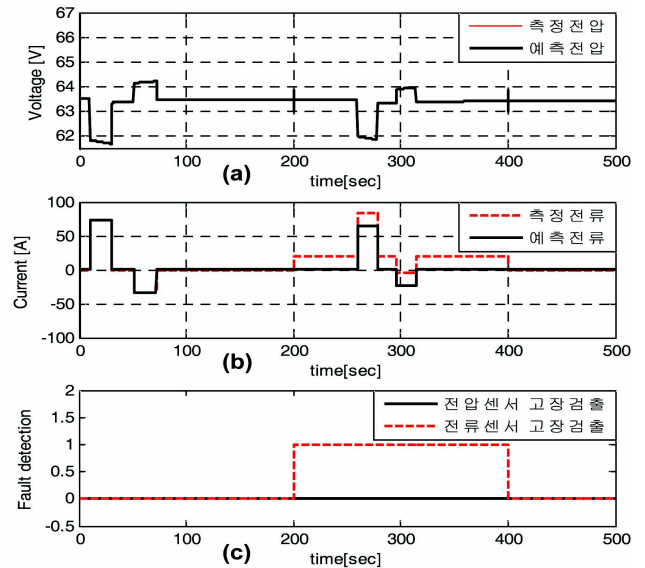 67
66
65
64
63
62
Voltage [V]
측정전압
예측전압
0 100 200 300 400 500
(a)
time[sec]
100
50
0
-50
-100
Current [A]
측정전류
예측전류
0 100 200 300 400 500
(b)
time[sec]
2
1.5
1
0.5
0
-0.5
Fault detection
전압센서 고장검출
전류센서 고장검출
0 100 200 300 400 500
(c)
time[sec]